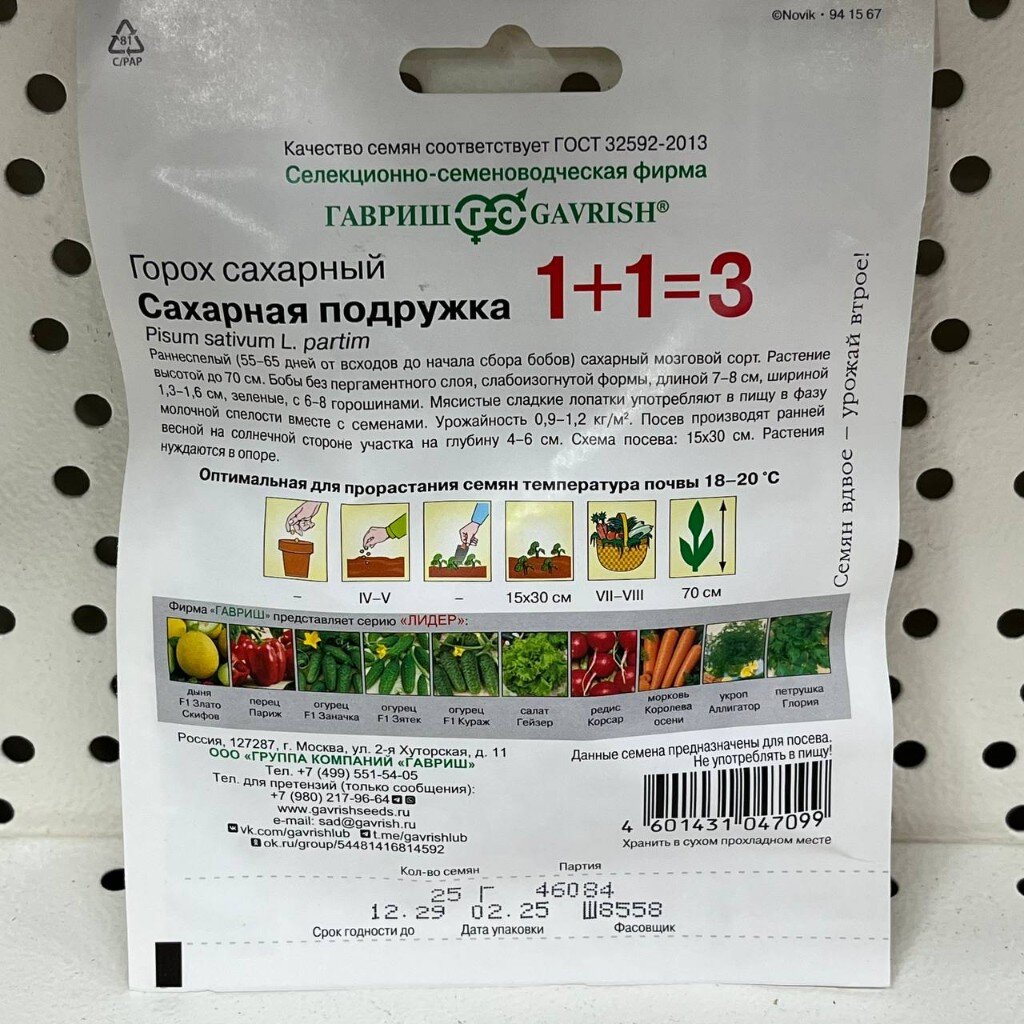 ©Novik · 94 15 67
81
C/PAP
Качество семян соответствует ГОСТ 32592-2013
Селекционно-семеноводческая фирма
ГАВРИШ Г-С GAVRISH®
Горох сахарный
Сахарная подружка
1+1=3
Pisum sativum L. partim
Раннеспелый (55–65 дней от всходов до начала сбора бобов) сахарный мозговой сорт. Растение
высотой до 70 см. Бобы без пергаментного слоя, слабоизогнутой формы, длиной 7–8 см, шириной
1,3–1,6 см, зеленые, с 6–8 горошинами. Мясистые сладкие лопатки употребляют в пищу в фазу
молочной спелости вместе с семенами. Урожайность 0,9–1,2 кг/м². Посев производят ранней
весной на солнечной стороне участка на глубину 4–6 см. Схема посева: 15х30 см. Растения
нуждаются в опоре.
Семян вдвое – урожай втрое!
Оптимальная для прорастания семян температура почвы 18–20 °С
– IV–V – 15х30 см VII–VIII 70 см
Фирма «ГАВРИШ» представляет серию «ЛИДЕР»:
дыня F1 Злато Скифов
перец Париж
огурец F1 Заначка
огурец F1 Зятек
огурец F1 Кураж
салат Гейзер
редис Корсар
морковь Королева осени
укроп Аллигатор
петрушка Глория
Россия, 127287, г. Москва, ул. 2-я Хуторская, д. 11
ООО «ГРУППА КОМПАНИЙ «ГАВРИШ»
Тел. +7 (499) 551-54-05
Тел. для претензий (только сообщения):
+7 (980) 217-96-64
www.gavrishseeds.ru
e-mail: sad@gavrish.ru
vk.com/gavrishlub t.me/gavrishlub
ok.ru/group/54481416814592
Данные семена предназначены для посева.
Не употреблять в пищу!
4 601431 047099
Хранить в сухом прохладном месте
Кол-во семян Партия
25 Г 46084
12.29 02.25 Ш8558
Срок годности до Дата упаковки Фасовщик